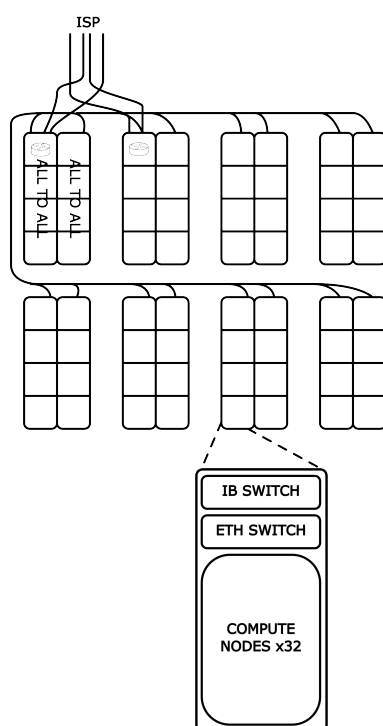 ISP
ALL TO ALL
ALL TO ALL
IB SWITCH
ETH SWITCH
COMPUTE
NODES x32